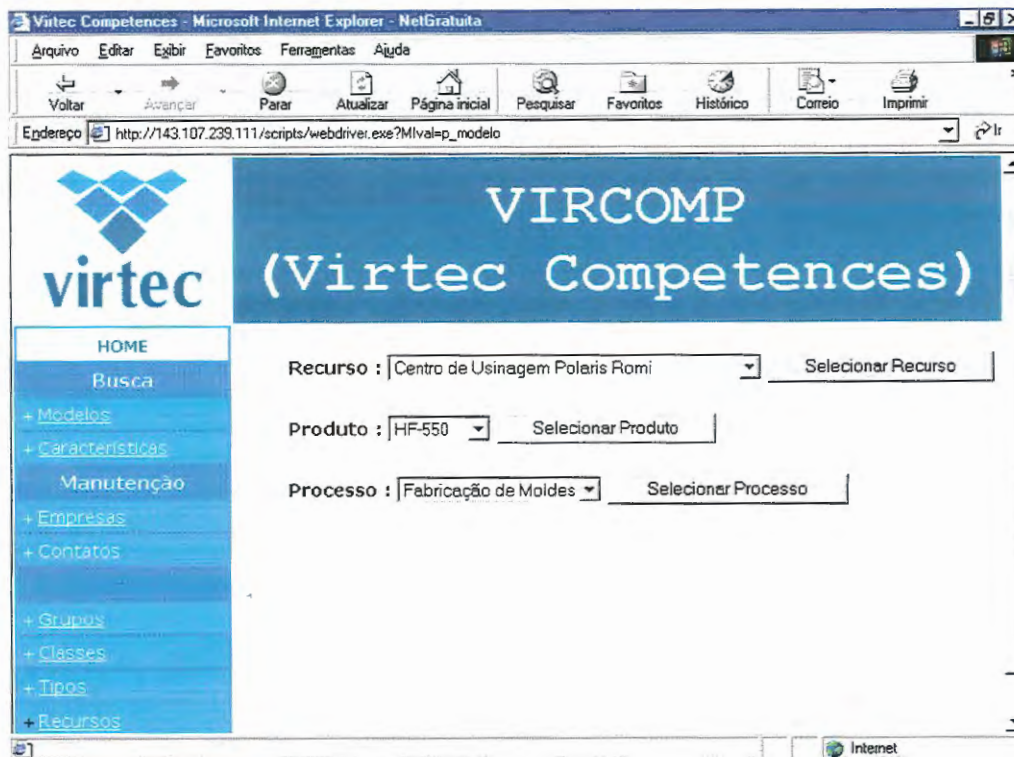 Virtec Competences - Microsoft Internet Explorer - NetGratuita
Arquivo Editar Exibir Favoritos Ferramentas Ajuda
Voltar Avançar Parar Atualizar Página inicial Pesquisar Favoritos Histórico Correio Imprimir
Endereço http://143.107.239.111/scripts/webdriver.exe?MIval=p_modelo Ir
virtec
VIRCOMP
(Virtec Competences)
HOME
Busca
+ Modelos
+ Características
Manutenção
+ Empresas
+ Contatos
+ Grupos
+ Classes
+ Tipos
+ Recursos
Recurso : Centro de Usinagem Polaris Romi Selecionar Recurso
Produto : HF-550 Selecionar Produto
Processo : Fabricação de Moldes Selecionar Processo
Internet